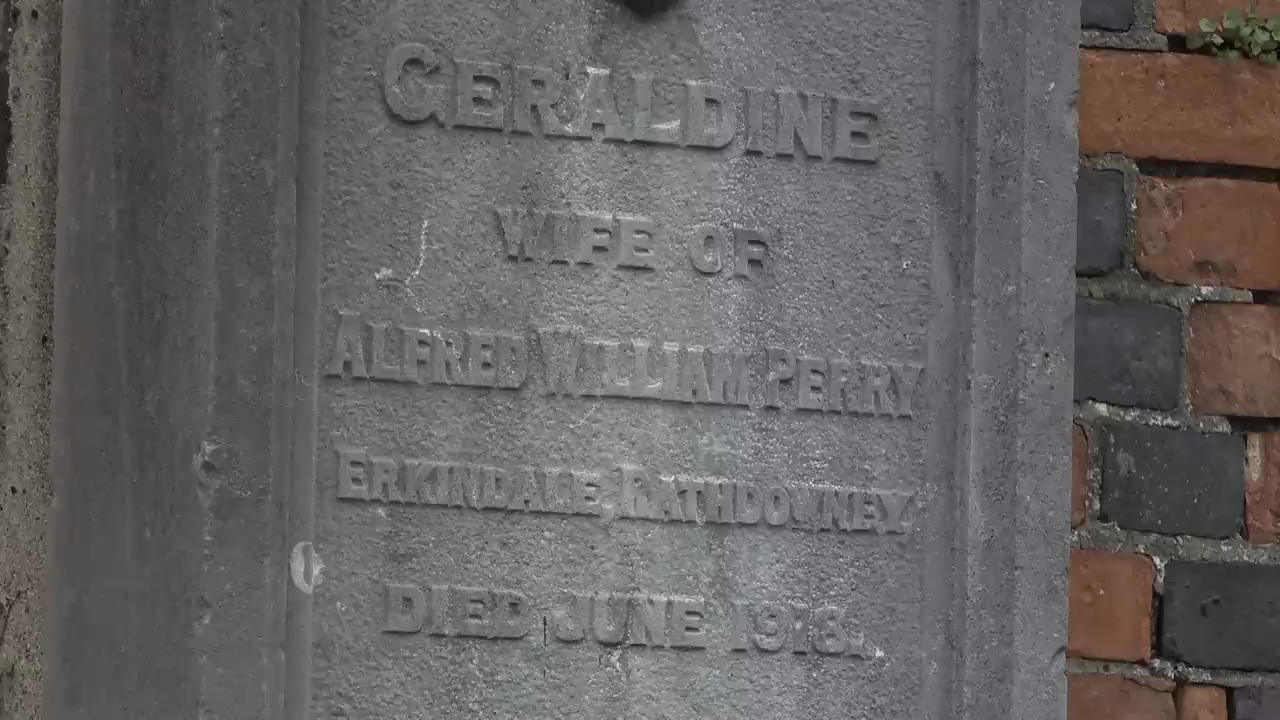 GERALDINE
WIFE OF
ALFRED WILLIAM PERRY
ERKINDALE RATHDOWNEY
DIED JUNE 1918.